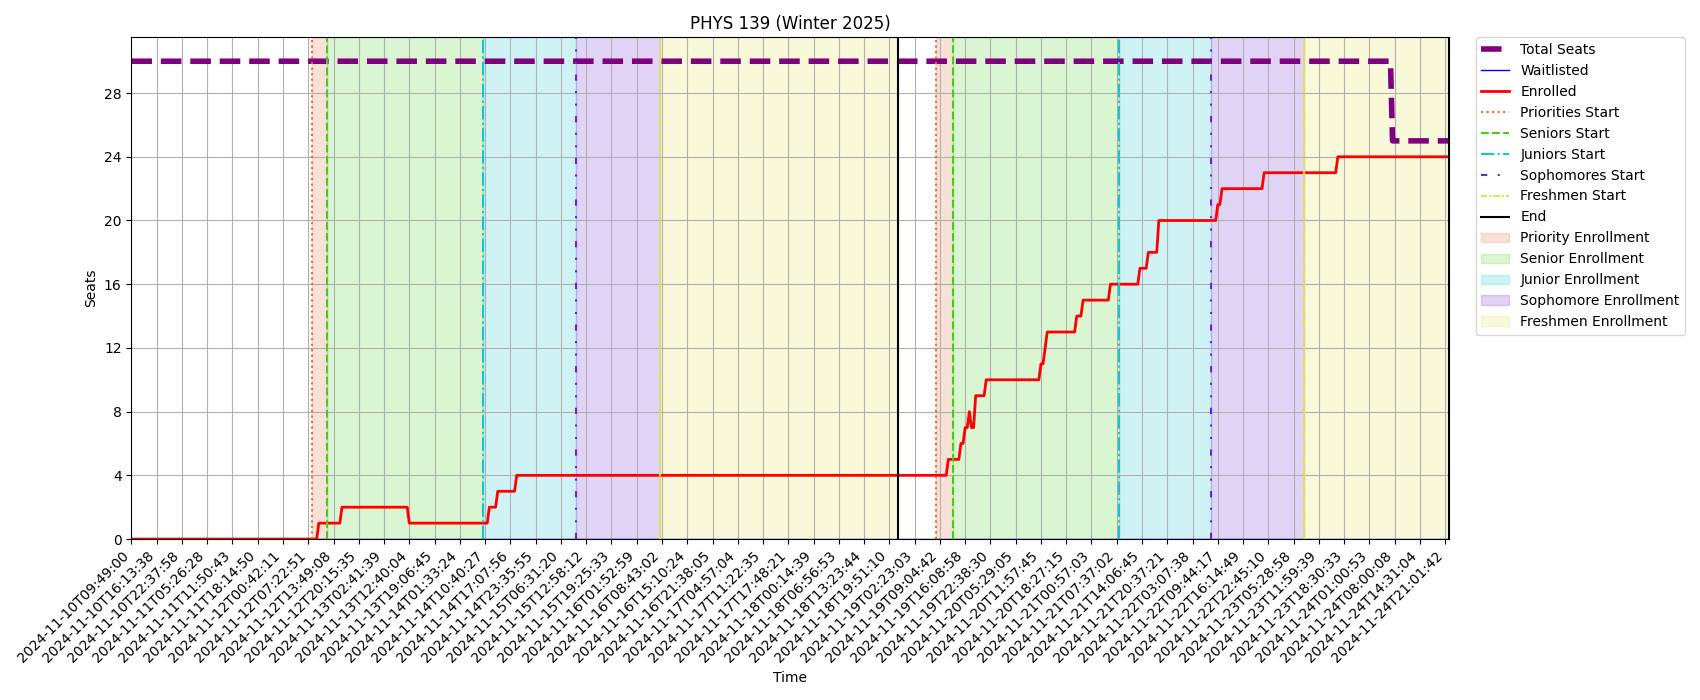 PHYS 139 (Winter 2025)
Seats
28
24
20
16
12
8
4
0
2024-11-10T09:49:00
2024-11-10T16:13:38
2024-11-10T22:37:58
2024-11-11T05:26:28
2024-11-11T11:50:43
2024-11-11T18:14:50
2024-11-12T00:42:11
2024-11-12T07:22:51
2024-11-12T13:49:08
2024-11-12T20:15:35
2024-11-13T02:41:39
2024-11-13T12:40:04
2024-11-13T19:06:45
2024-11-14T01:33:24
2024-11-14T10:40:27
2024-11-14T17:07:56
2024-11-14T23:35:55
2024-11-15T06:31:20
2024-11-15T12:58:12
2024-11-15T19:25:33
2024-11-16T01:52:59
2024-11-16T08:43:02
2024-11-16T15:10:24
2024-11-16T21:38:05
2024-11-17T04:57:04
2024-11-17T11:22:35
2024-11-17T17:48:21
2024-11-18T00:14:39
2024-11-18T06:56:53
2024-11-18T13:23:44
2024-11-18T19:51:10
2024-11-19T02:23:03
2024-11-19T09:04:42
2024-11-19T16:08:58
2024-11-19T22:38:30
2024-11-20T05:29:05
2024-11-20T11:57:45
2024-11-20T18:27:15
2024-11-21T00:57:03
2024-11-21T07:37:02
2024-11-21T14:06:45
2024-11-21T20:37:21
2024-11-22T03:07:38
2024-11-22T09:44:17
2024-11-22T16:14:49
2024-11-22T22:45:10
2024-11-23T05:28:58
2024-11-23T11:59:39
2024-11-23T18:30:33
2024-11-24T01:00:53
2024-11-24T08:00:08
2024-11-24T14:31:04
2024-11-24T21:01:42
Time
Total Seats
Waitlisted
Enrolled
Priorities Start
Seniors Start
Juniors Start
Sophomores Start
Freshmen Start
End
Priority Enrollment
Senior Enrollment
Junior Enrollment
Sophomore Enrollment
Freshmen Enrollment